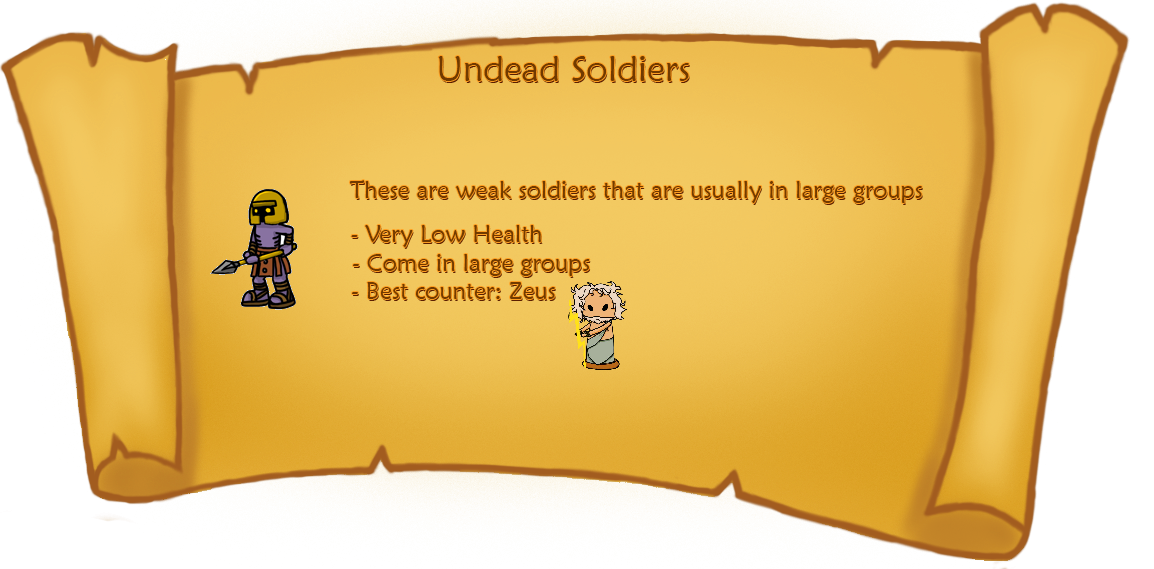 Undead Soldiers
These are weak soldiers that are usually in large groups
- Very Low Health
- Come in large groups
- Best counter: Zeus